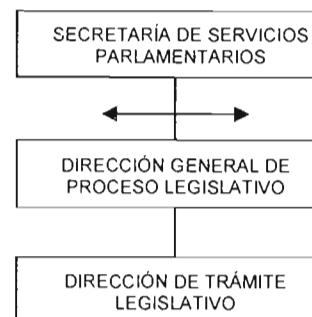 SECRETARÍA DE SERVICIOS
PARLAMENTARIOS
DIRECCIÓN GENERAL DE
PROCESO LEGISLATIVO
DIRECCIÓN DE TRÁMITE
LEGISLATIVO